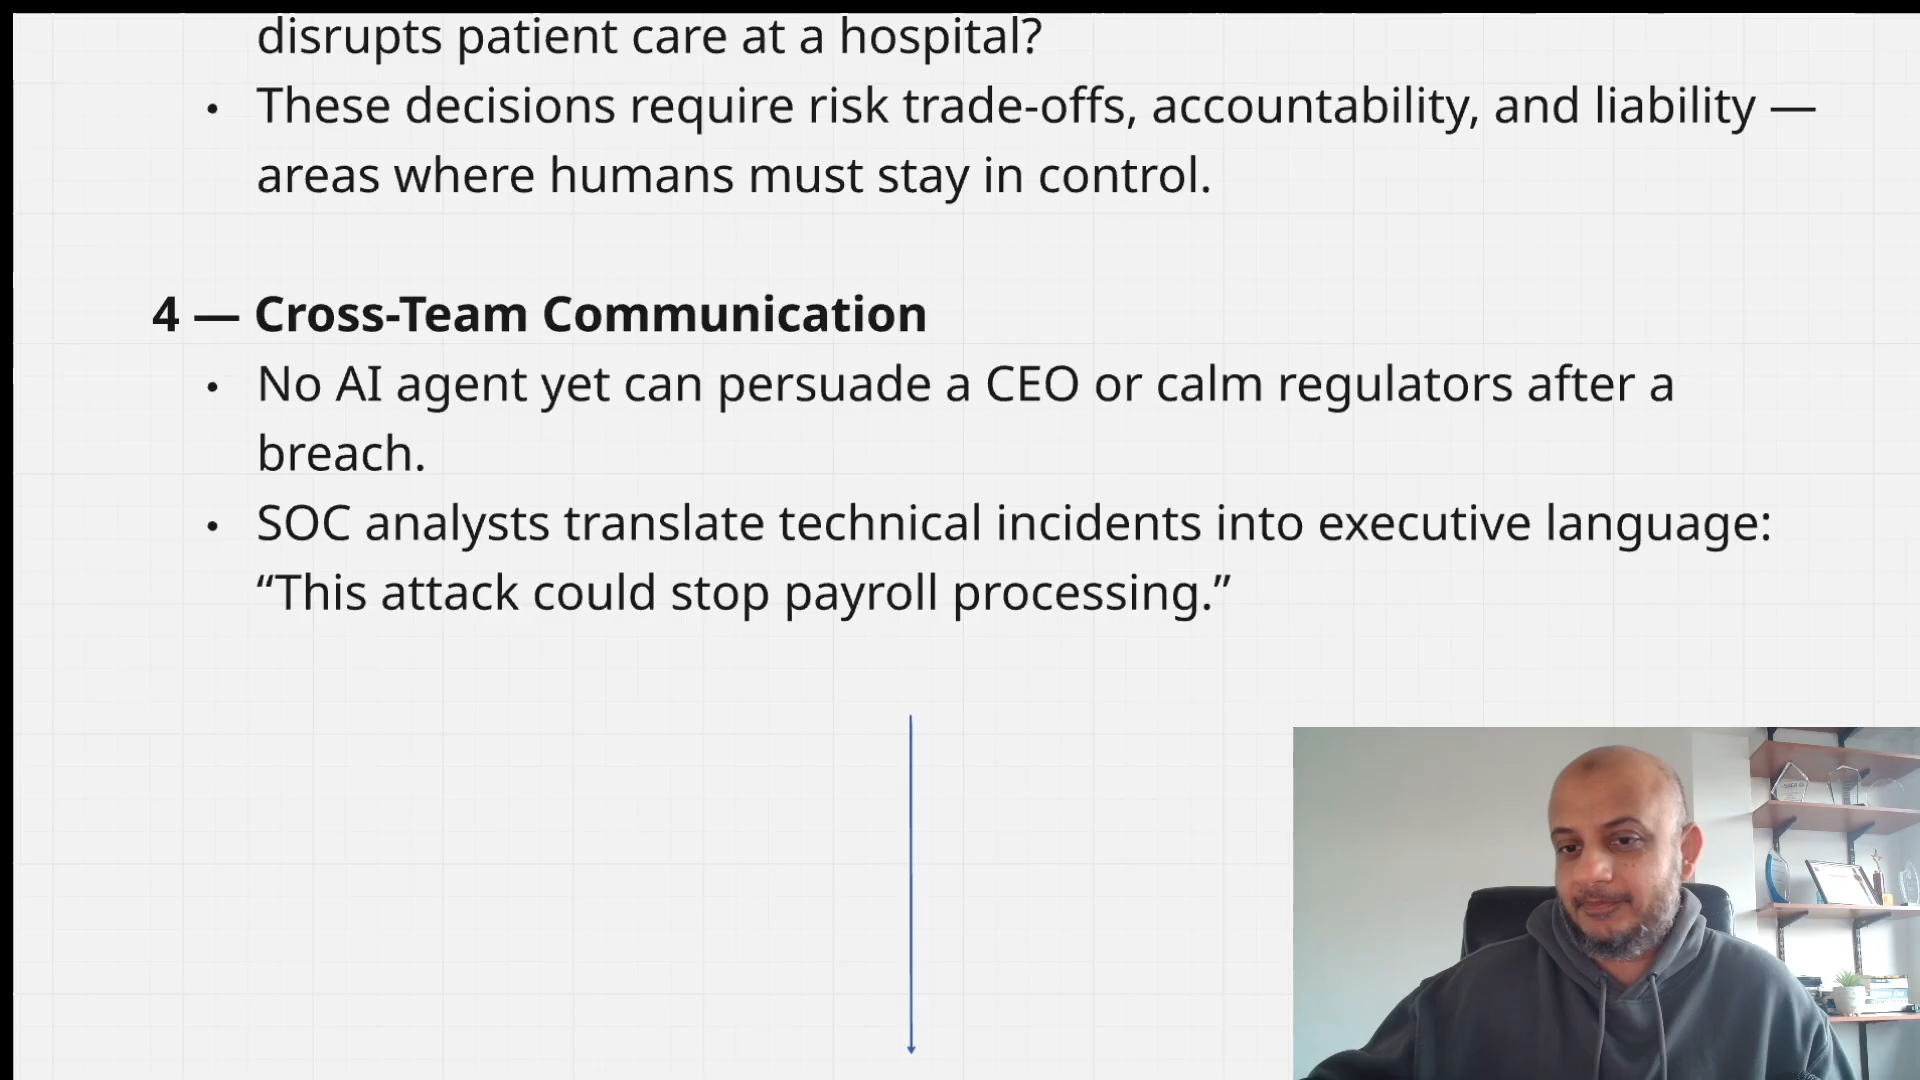 disrupts patient care at a hospital?
• These decisions require risk trade-offs, accountability, and liability —
areas where humans must stay in control.
4 — Cross-Team Communication
• No AI agent yet can persuade a CEO or calm regulators after a
breach.
• SOC analysts translate technical incidents into executive language:
“This attack could stop payroll processing.”